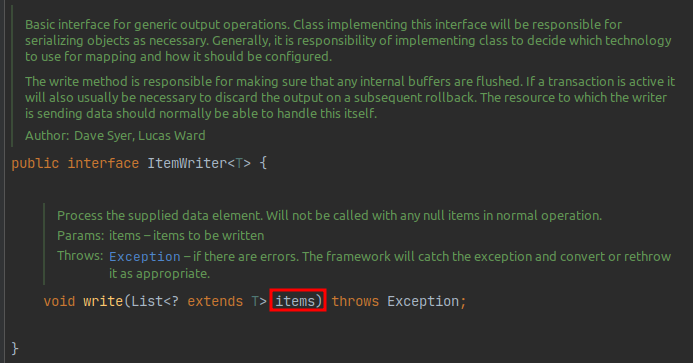 Basic interface for generic output operations. Class implementing this interface will be responsible for
serializing objects as necessary. Generally, it is responsibility of implementing class to decide which technology
to use for mapping and how it should be configured.
The write method is responsible for making sure that any internal buffers are flushed. If a transaction is active it
will also usually be necessary to discard the output on a subsequent rollback. The resource to which the writer
is sending data should normally be able to handle this itself.
Author: Dave Syer, Lucas Ward
public interface ItemWriter<T> {
Process the supplied data element. Will not be called with any null items in normal operation.
Params: items – items to be written
Throws: Exception – if there are errors. The framework will catch the exception and convert or rethrow
it as appropriate.
void write(List<? extends T> items) throws Exception;
}